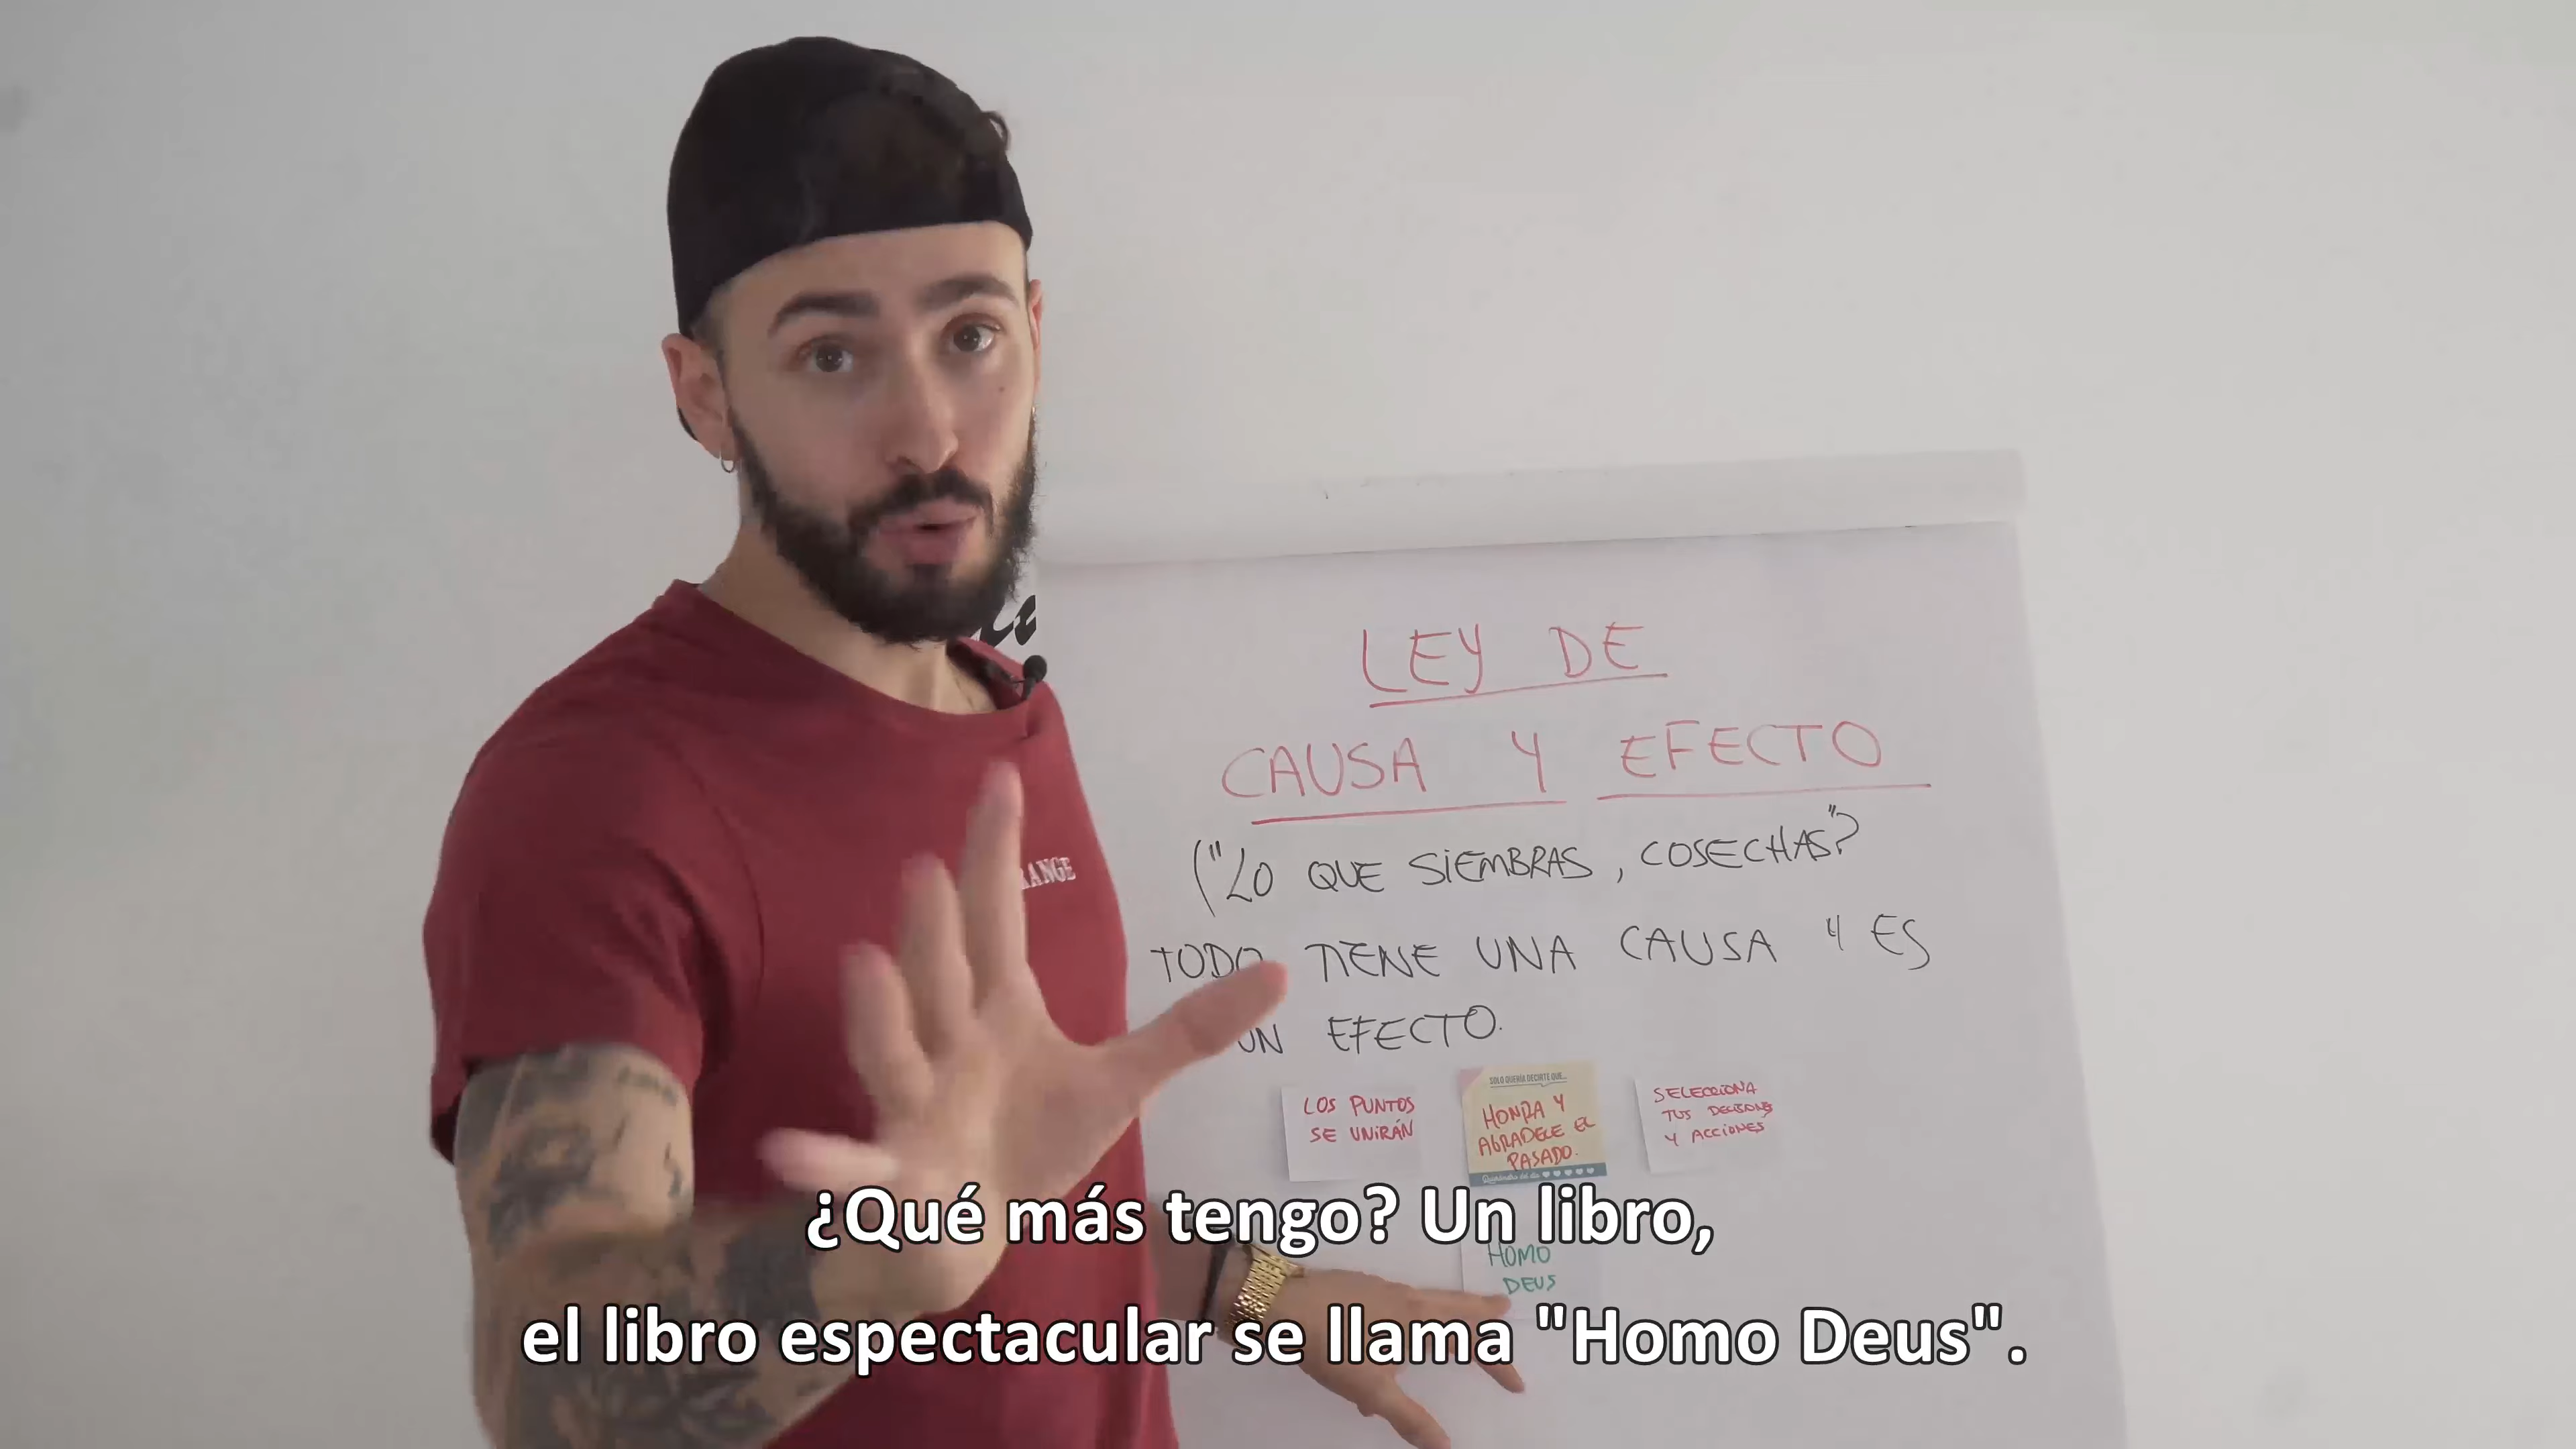 LEY DE
CAUSA Y EFECTO
("LO QUE SIEMBRAS, COSECHAS")
TODO TIENE UNA CAUSA Y ES
UN EFECTO.
SOLO QUERÍA DECIRTE QUE...
LOS PUNTOS
SE UNIRÁN
HONRA Y
AGRADECE EL
PASADO.
SELECCIONA
TUS DECISIONES
Y ACCIONES
HOMO
DEUS
¿Qué más tengo? Un libro,
el libro espectacular se llama "Homo Deus".